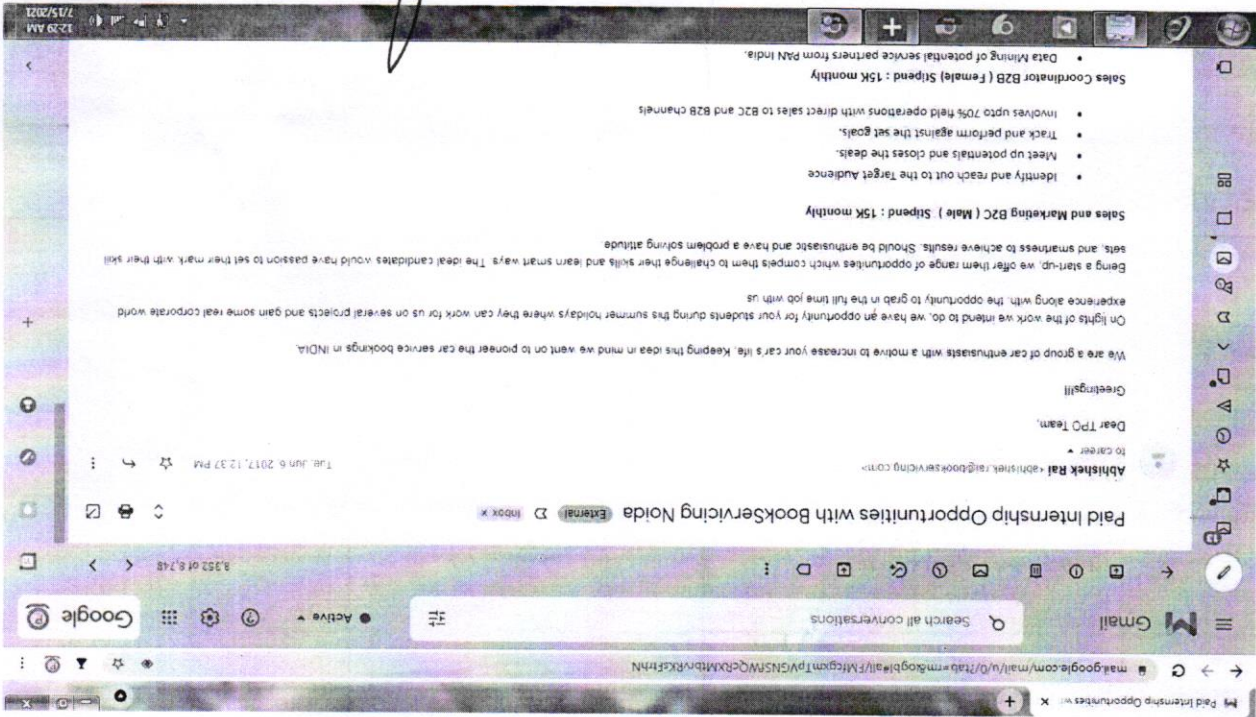 Paid Internship Opportunities w
mail.google.com/mail/u/0/?tab=rm&ogbl#all/FMfcgxmTpVGNSfWQcRXMtbrvRXsFrtrhN
Gmail
Search all conversations
Active
Google
8,352 of 8,748
Paid Internship Opportunities with BookServicing Noida External Inbox x
Abhishek Rai <abhishek.rai@bookservicing.com>
Tue, Jun 6, 2017, 12:37 PM
to career
Dear TPO Team,
Greetings!!!
We are a group of car enthusiasts with a motive to increase your car's life. Keeping this idea in mind we went on to pioneer the car service bookings in INDIA.
On lights of the work we intend to do, we have an opportunity for your students during this summer holidays where they can work for us on several projects and gain some real corporate world
experience along with. the opportunity to grab in the full time job with us
Being a start-up, we offer them range of opportunities which compels them to challenge their skills and learn smart ways. The ideal candidates would have passion to set their mark with their skill
sets, and smartness to achieve results. Should be enthusiastic and have a problem solving attitude
Sales and Marketing B2C ( Male ) Stipend : 15K monthly
• Identify and reach out to the Target Audience
• Meet up potentials and closes the deals.
• Track and perform against the set goals.
• Involves upto 70% field operations with direct sales to B2C and B2B channels
Sales Coordinator B2B ( Female) Stipend : 15K monthly
• Data Mining of potential service partners from PAN India.
12:29 AM
7/15/2021